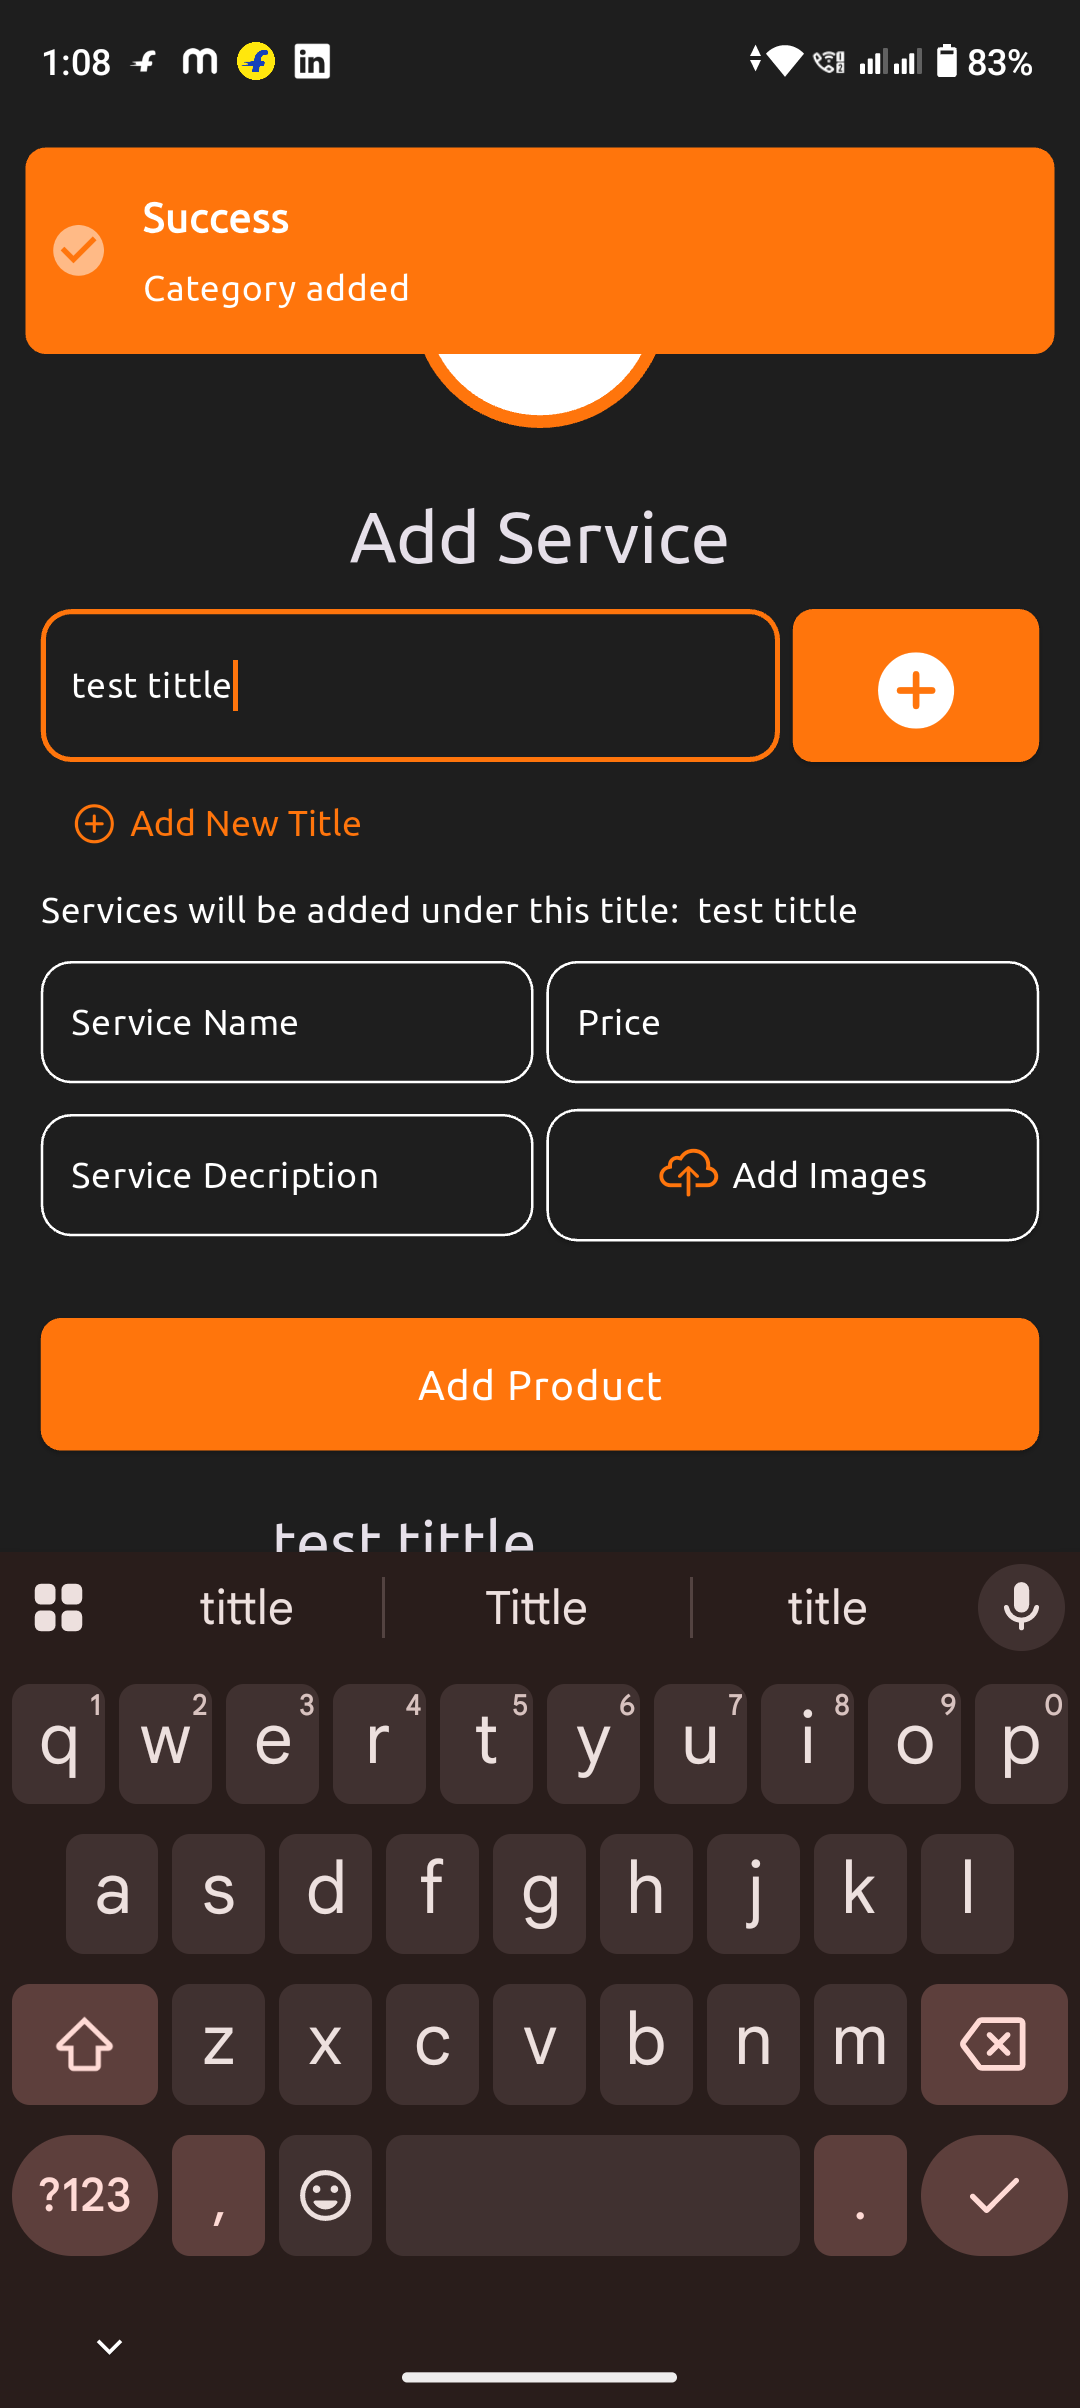 1:08 83%
Success
Category added
Add Service
test tittle
Add New Title
Services will be added under this title: test tittle
Service Name Price
Service Decription Add Images
Add Product
test tittle
tittle Tittle title
q1 w2 e3 r4 t5 y6 u7 i8 o9 p0
a s d f g h j k l
z x c v b n m
?123 , .